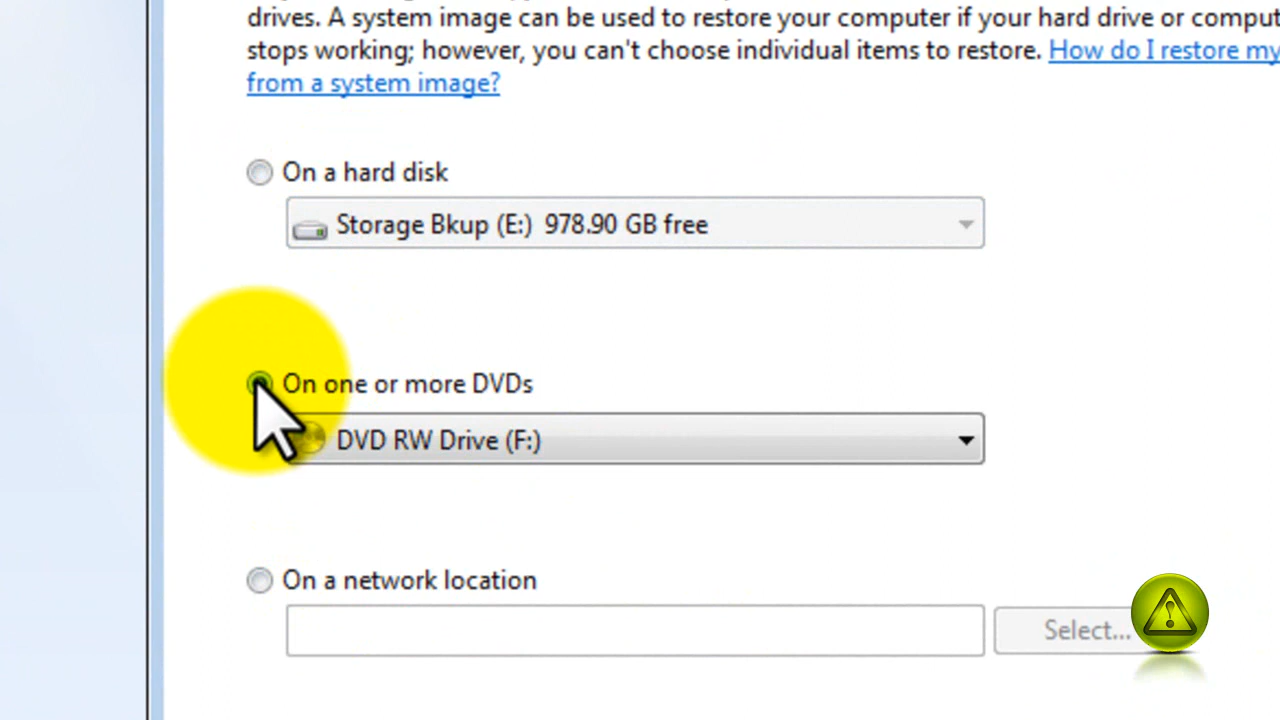 drives. A system image can be used to restore your computer if your hard drive or
stops working; however, you can't choose individual items to restore. How do I restore my
from a system image?
On a hard disk
Storage Bkup (E:) 978.90 GB free
On one or more DVDs
DVD RW Drive (F:)
On a network location
Select...